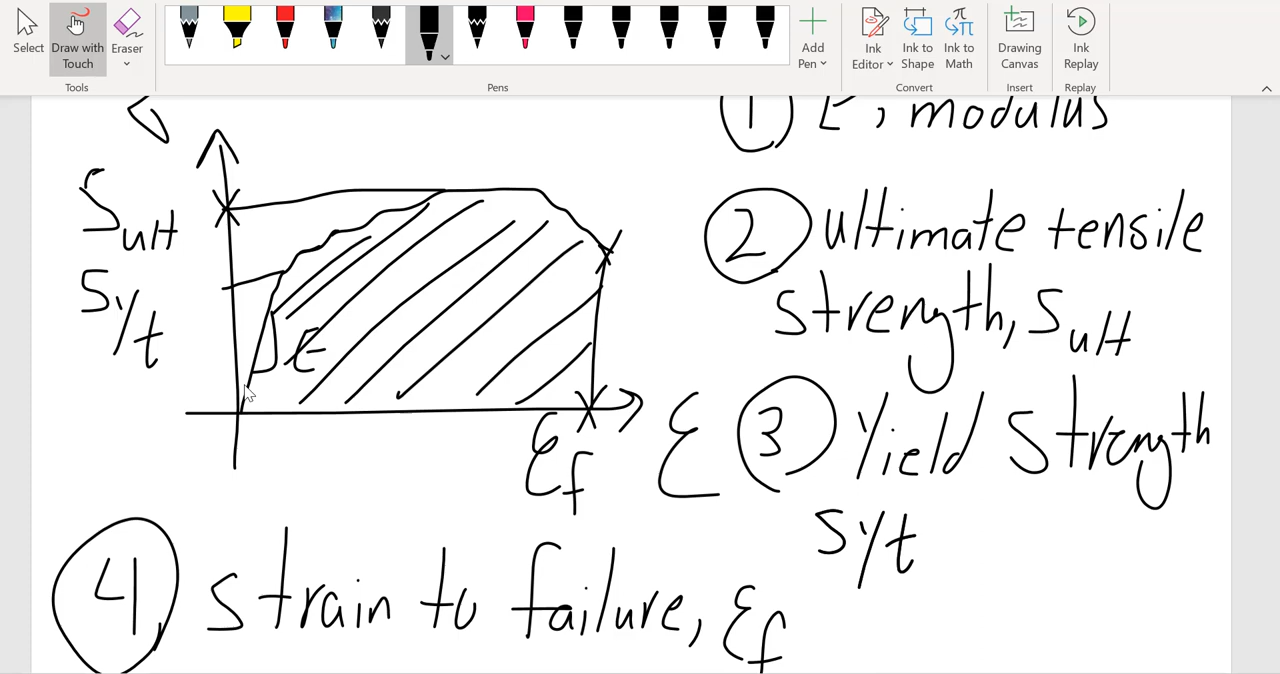 Select
Draw with Touch
Eraser
Tools
Pens
Add Pen
Ink Editor
Ink to Shape
Ink to Math
Convert
Drawing Canvas
Insert
Ink Replay
Replay
1 E, modulus
Sult
Sy/t
E
εf
ε
2 ultimate tensile
strength, Sult
3 Yield Strength
Sy/t
4, strain to failure, εf